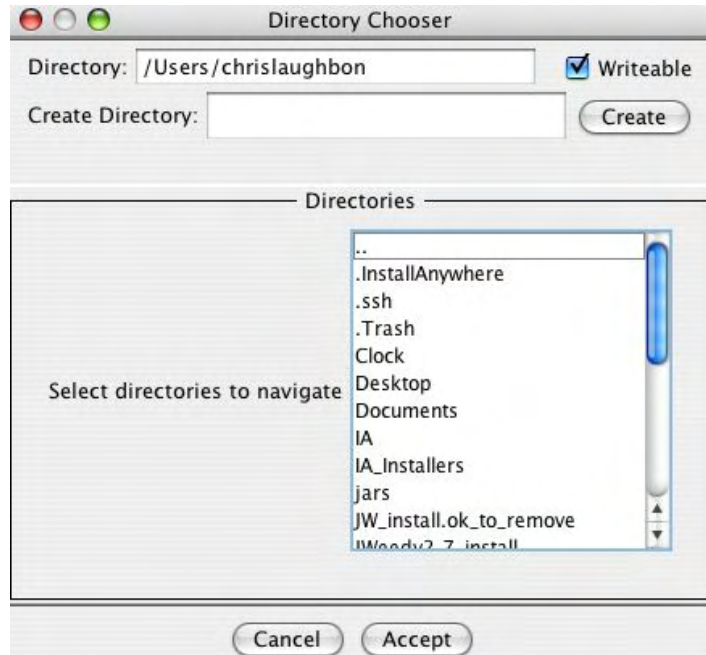 Directory Chooser
Directory: /Users/chrislaughbon Writeable
Create Directory: Create
Directories
..
.InstallAnywhere
.ssh
.Trash
Clock
Desktop
Select directories to navigate
Documents
IA
IA_Installers
jars
JW_install.ok_to_remove
Cancel Accept